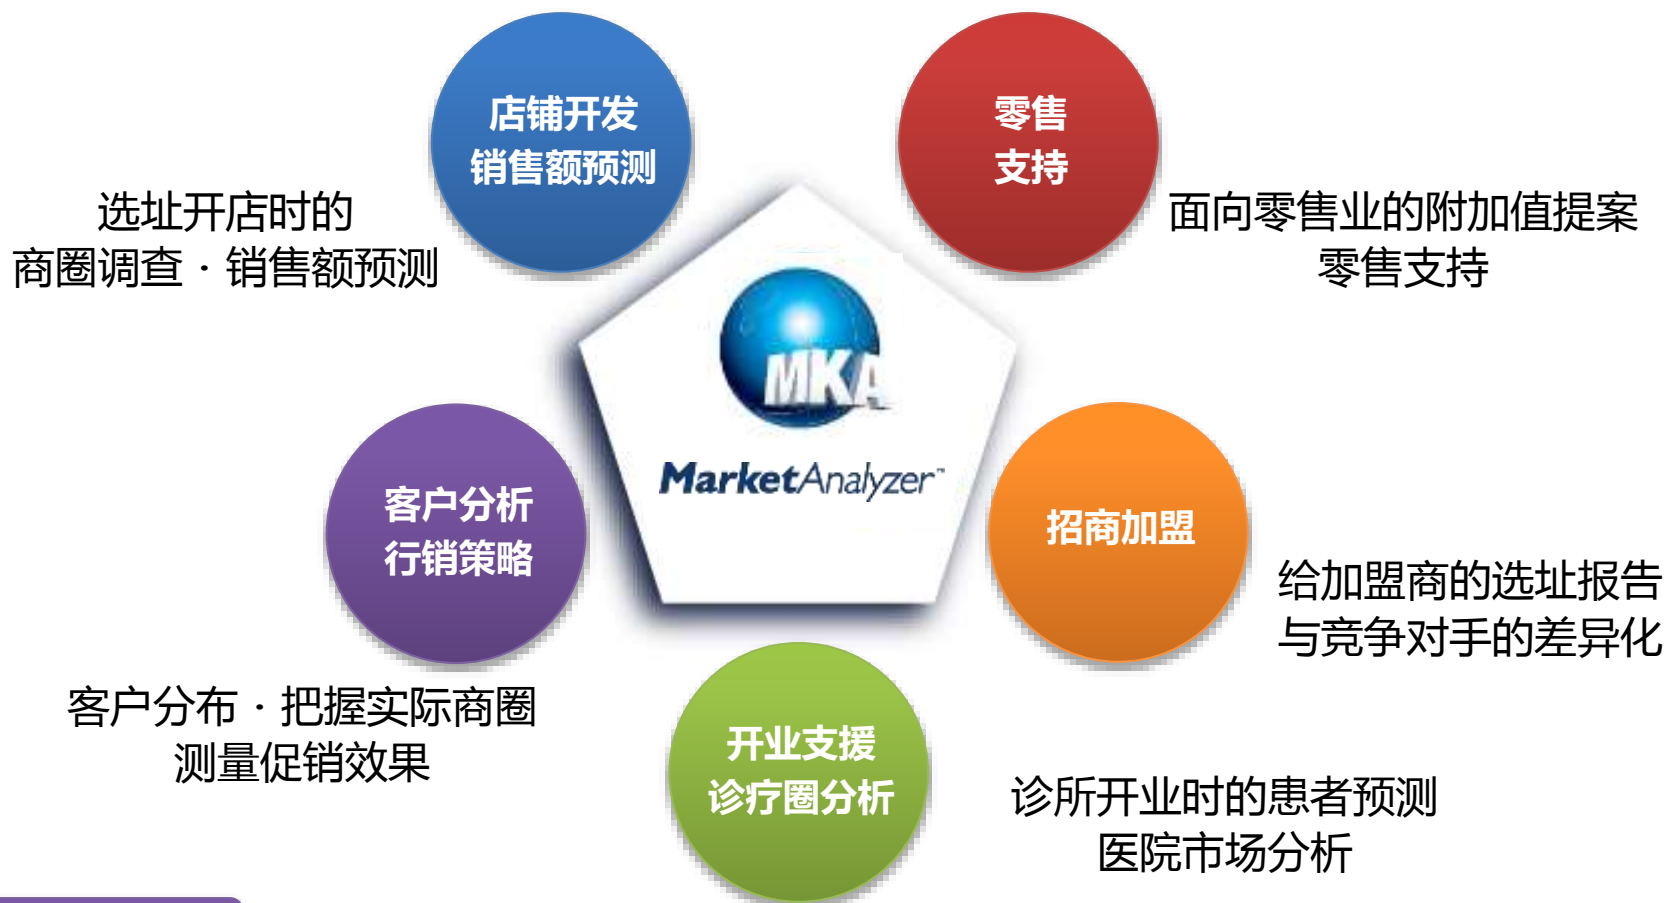 店铺开发
销售额预测
零售
支持
选址开店时的
商圈调查·销售额预测
面向零售业的附加值提案
零售支持
MKA
MarketAnalyzer™
客户分析
行销策略
招商加盟
给加盟商的选址报告
与竞争对手的差异化
客户分布·把握实际商圈
测量促销效果
开业支援
诊疗圈分析
诊所开业时的患者预测
医院市场分析